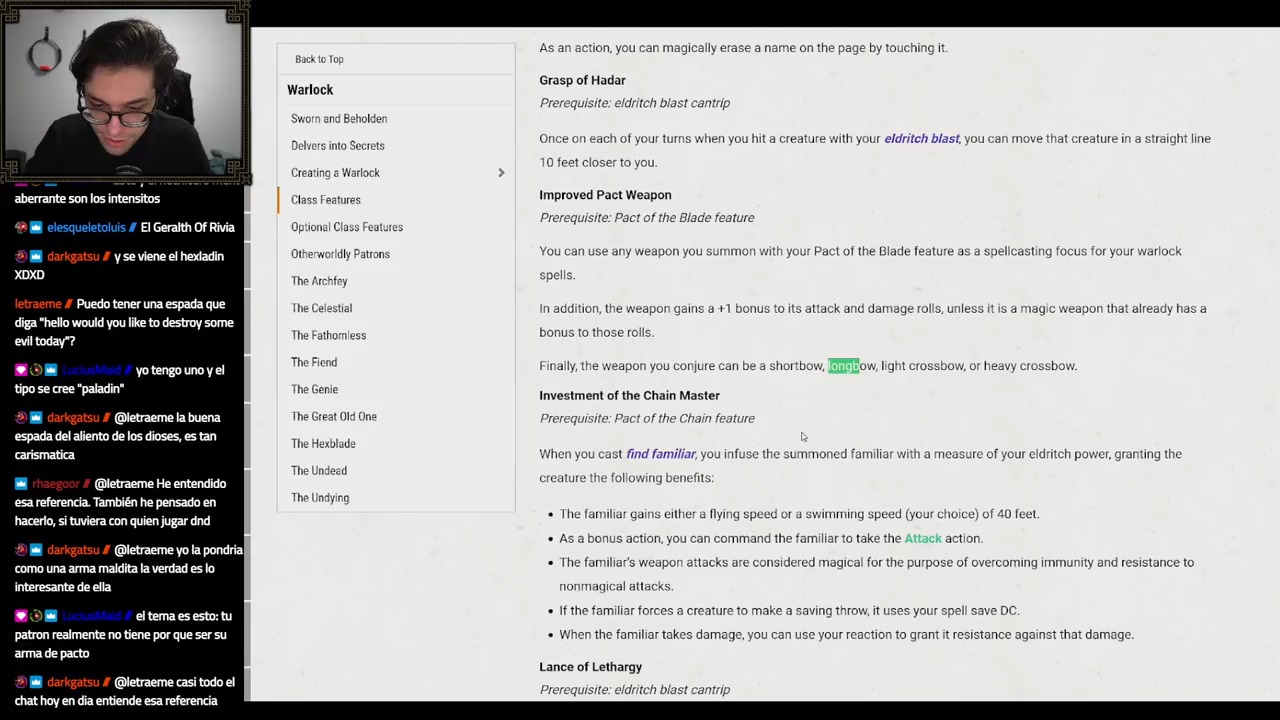 aberrante son los intensitos
elesqueletoluis // El Geralth Of Rivia
darkgatsu // y se viene el hexladin
XDXD
letraeme // Puedo tener una espada que
diga "hello would you like to destroy some
evil today"?
LuciusMaid // yo tengo uno y el
tipo se cree "paladin"
darkgatsu // @letraeme la buena
espada del aliento de los dioses, es tan
carismatica
rhaegoor // @letraeme He entendido
esa referencia. También he pensado en
hacerlo, si tuviera con quien jugar dnd
darkgatsu // @letraeme yo la pondria
como una arma maldita la verdad es lo
interesante de ella
LuciusMaid // el tema es esto: tu
patron realmente no tiene por que ser su
arma de pacto
darkgatsu // @letraeme casi todo el
chat hoy en dia entiende esa referencia
Back to Top
Warlock
Sworn and Beholden
Delvers into Secrets
Creating a Warlock
Class Features
Optional Class Features
Otherworldly Patrons
The Archfey
The Celestial
The Fathomless
The Fiend
The Genie
The Great Old One
The Hexblade
The Undead
The Undying
As an action, you can magically erase a name on the page by touching it.
Grasp of Hadar
Prerequisite: eldritch blast cantrip
Once on each of your turns when you hit a creature with your eldritch blast, you can move that creature in a straight line
10 feet closer to you.
Improved Pact Weapon
Prerequisite: Pact of the Blade feature
You can use any weapon you summon with your Pact of the Blade feature as a spellcasting focus for your warlock
spells.
In addition, the weapon gains a +1 bonus to its attack and damage rolls, unless it is a magic weapon that already has a
bonus to those rolls.
Finally, the weapon you conjure can be a shortbow, longbow, light crossbow, or heavy crossbow.
Investment of the Chain Master
Prerequisite: Pact of the Chain feature
When you cast find familiar, you infuse the summoned familiar with a measure of your eldritch power, granting the
creature the following benefits:
• The familiar gains either a flying speed or a swimming speed (your choice) of 40 feet.
• As a bonus action, you can command the familiar to take the Attack action.
• The familiar's weapon attacks are considered magical for the purpose of overcoming immunity and resistance to
nonmagical attacks.
• If the familiar forces a creature to make a saving throw, it uses your spell save DC.
• When the familiar takes damage, you can use your reaction to grant it resistance against that damage.
Lance of Lethargy
Prerequisite: eldritch blast cantrip